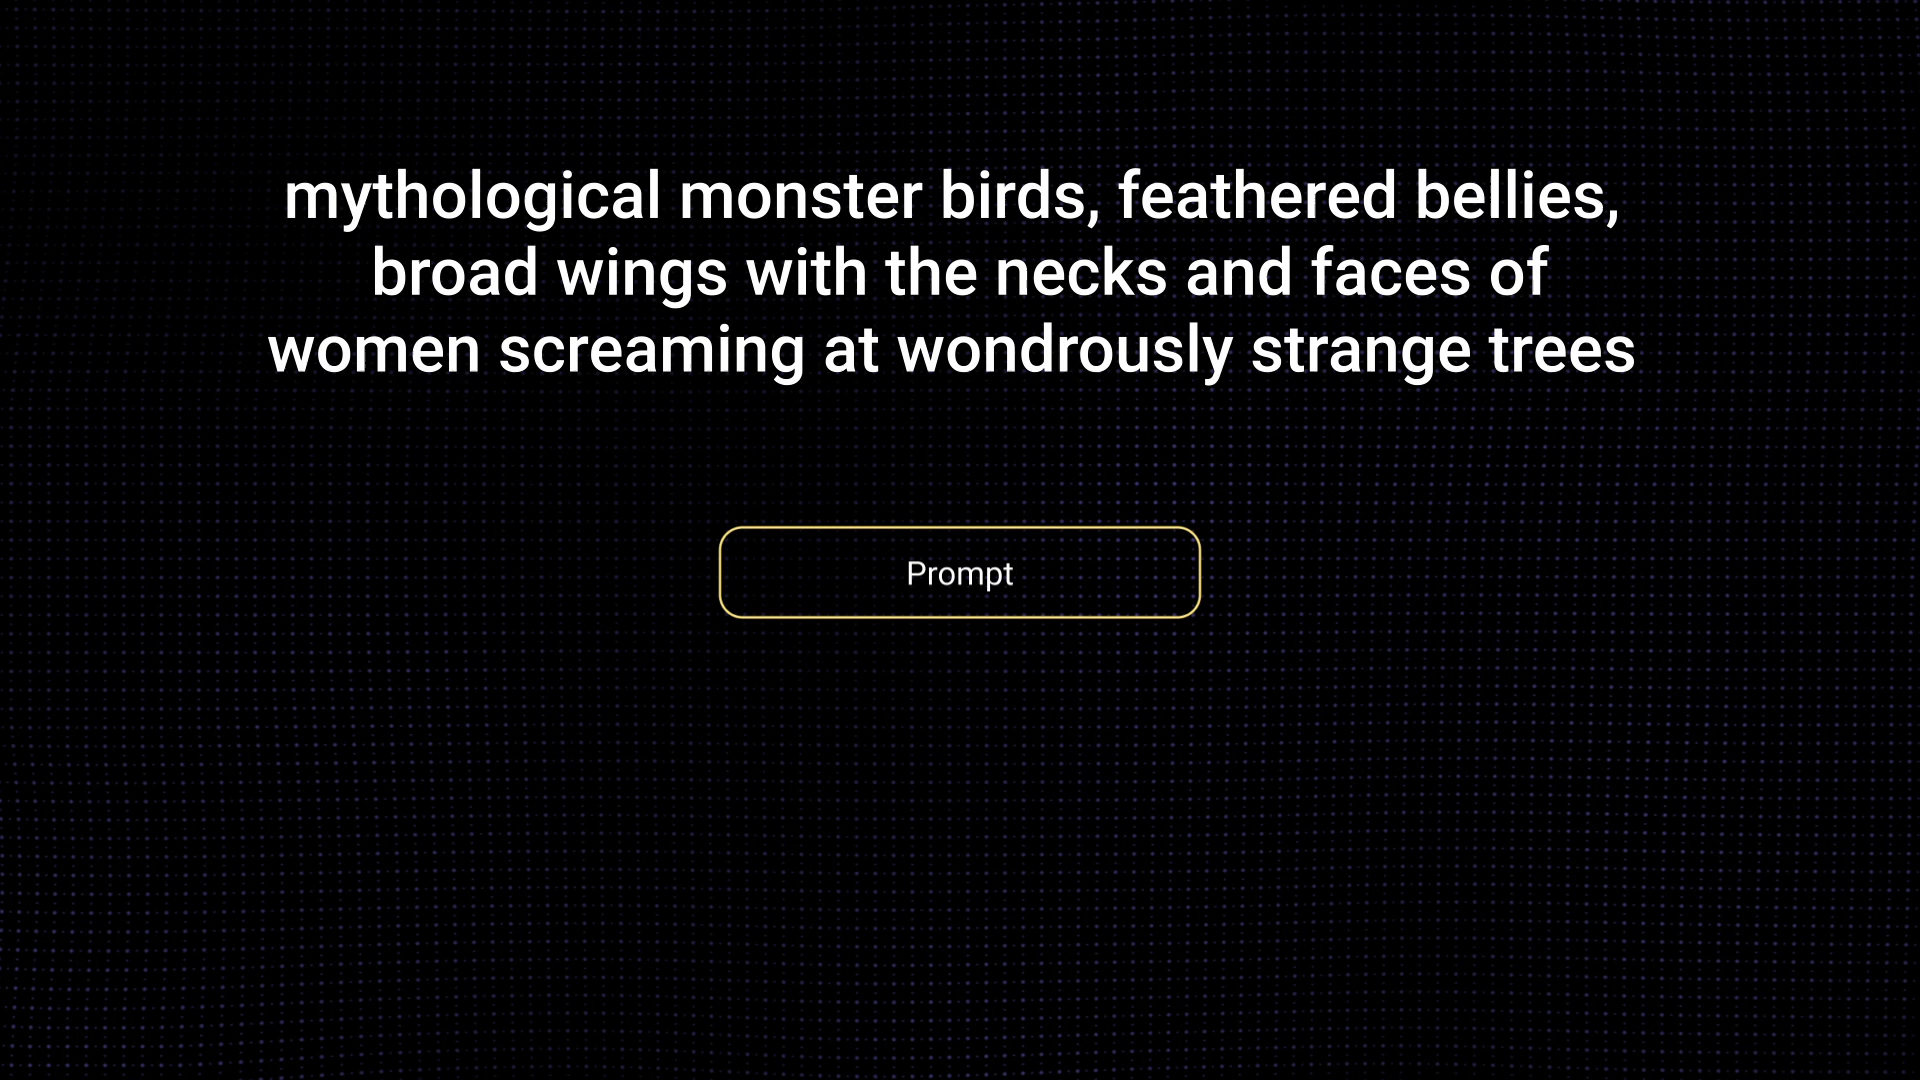 mythological monster birds, feathered bellies,
broad wings with the necks and faces of
women screaming at wondrously strange trees
Prompt